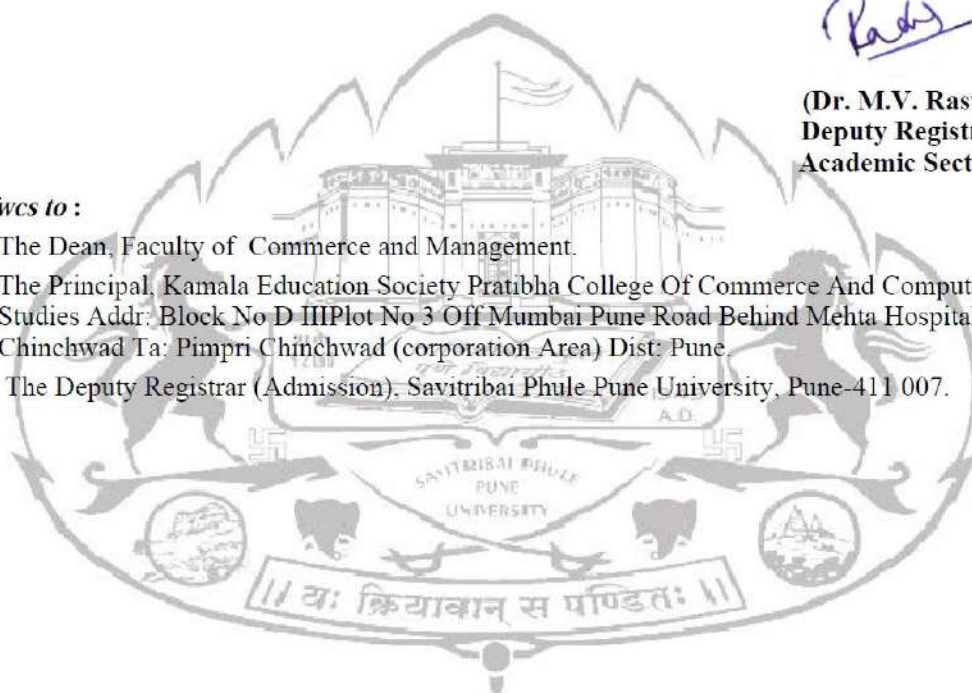 (Dr. M.V. Ras
Deputy Regist
Academic Sect
wcs to :
The Dean, Faculty of Commerce and Management.
The Principal, Kamala Education Society Pratibha College Of Commerce And Comput
Studies Addr: Block No D IIIPlot No 3 Off Mumbai Pune Road Behind Mehta Hospita
Chinchwad Ta: Pimpri Chinchwad (corporation Area) Dist: Pune.
The Deputy Registrar (Admission), Savitribai Phule Pune University, Pune-411 007.
A.D.
SAVITRIBAI PHULE
PUNE
UNIVERSITY
।। यः क्रियावान् स पण्डितः ।।